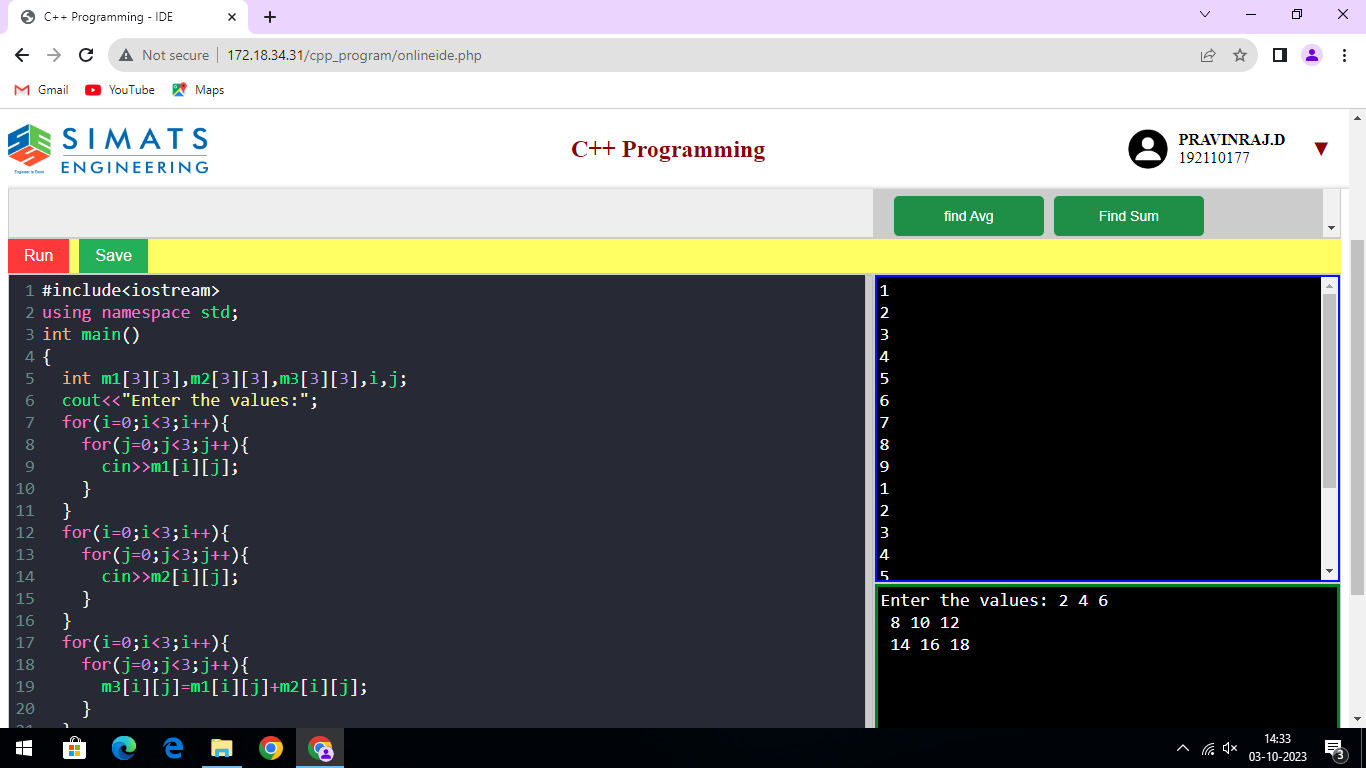 C++ Programming - IDE
Not secure
172.18.34.31/cpp_program/onlineide.php
Gmail
YouTube
Maps
SIMATS
ENGINEERING
Engineer to Excel
C++ Programming
PRAVINRAJ.D
192110177
find Avg
Find Sum
Run
Save
1 #include<iostream>
2 using namespace std;
3 int main()
4 {
5   int m1[3][3],m2[3][3],m3[3][3],i,j;
6   cout<<"Enter the values:";
7   for(i=0;i<3;i++){
8     for(j=0;j<3;j++){
9       cin>>m1[i][j];
10     }
11   }
12   for(i=0;i<3;i++){
13     for(j=0;j<3;j++){
14       cin>>m2[i][j];
15     }
16   }
17   for(i=0;i<3;i++){
18     for(j=0;j<3;j++){
19       m3[i][j]=m1[i][j]+m2[i][j];
20     }
1
2
3
4
5
6
7
8
9
1
2
3
4
5
Enter the values: 2 4 6
8 10 12
14 16 18
14:33
03-10-2023
3